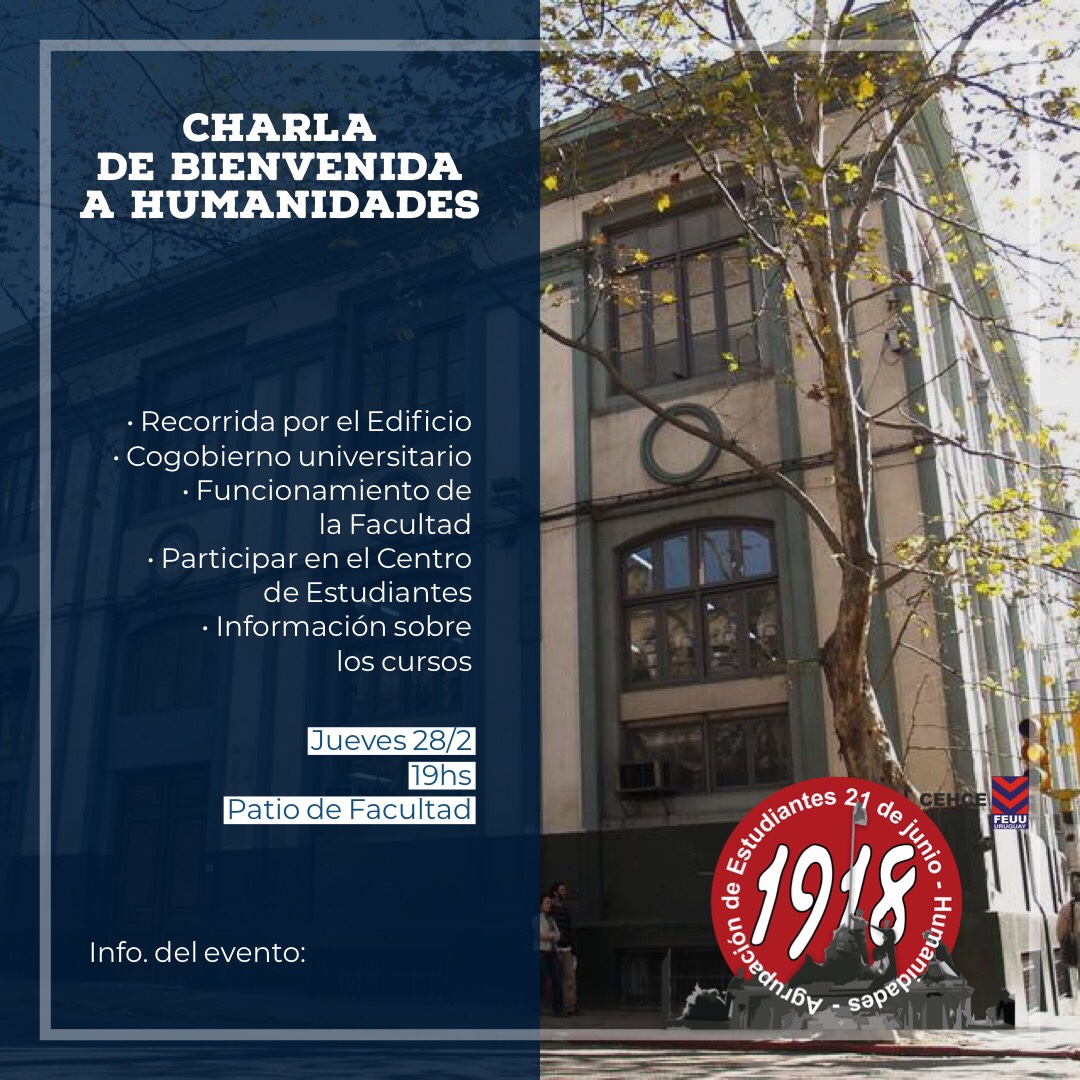 CHARLA
DE BIENVENIDA
A HUMANIDADES
• Recorrida por el Edificio
• Cogobierno universitario
• Funcionamiento de
la Facultad
• Participar en el Centro
de Estudiantes
• Información sobre
los cursos
Jueves 28/2
19hs
Patio de Facultad
Info. del evento:
Agrupación de Estudiantes 21 de junio - Humanidades -
1918
CEHCE
FEUU
URUGUAY